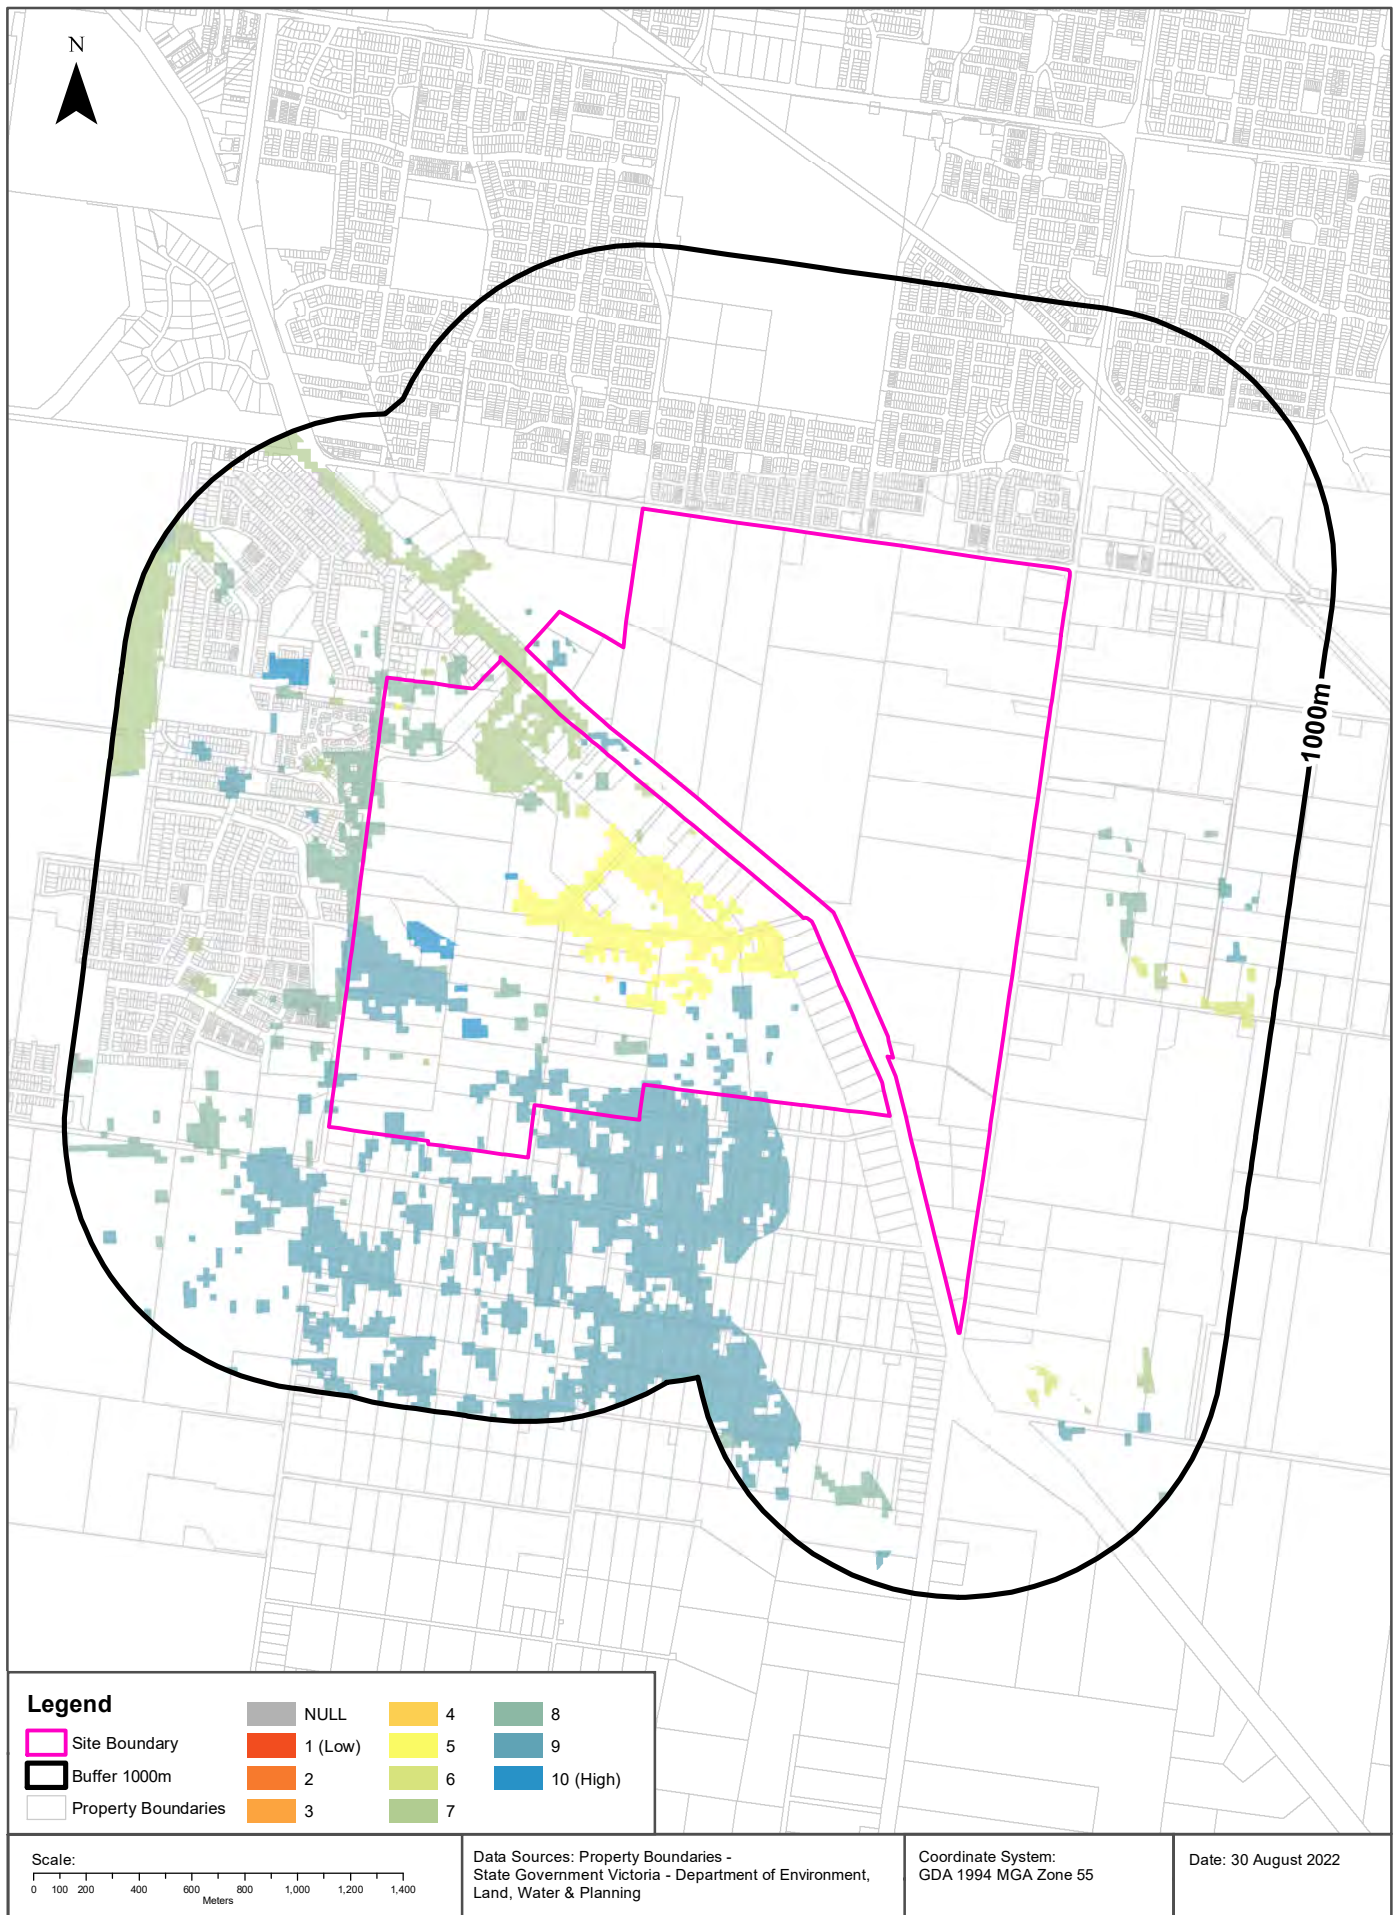 N
1000m
Legend
Site Boundary
Buffer 1000m
Property Boundaries
NULL
1 (Low)
2
3
4
5
6
7
8
9
10 (High)
Scale:
0 100 200 400 600 800 1,000 1,200 1,400
Meters
Data Sources: Property Boundaries -
State Government Victoria - Department of Environment,
Land, Water & Planning
Coordinate System:
GDA 1994 MGA Zone 55
Date: 30 August 2022